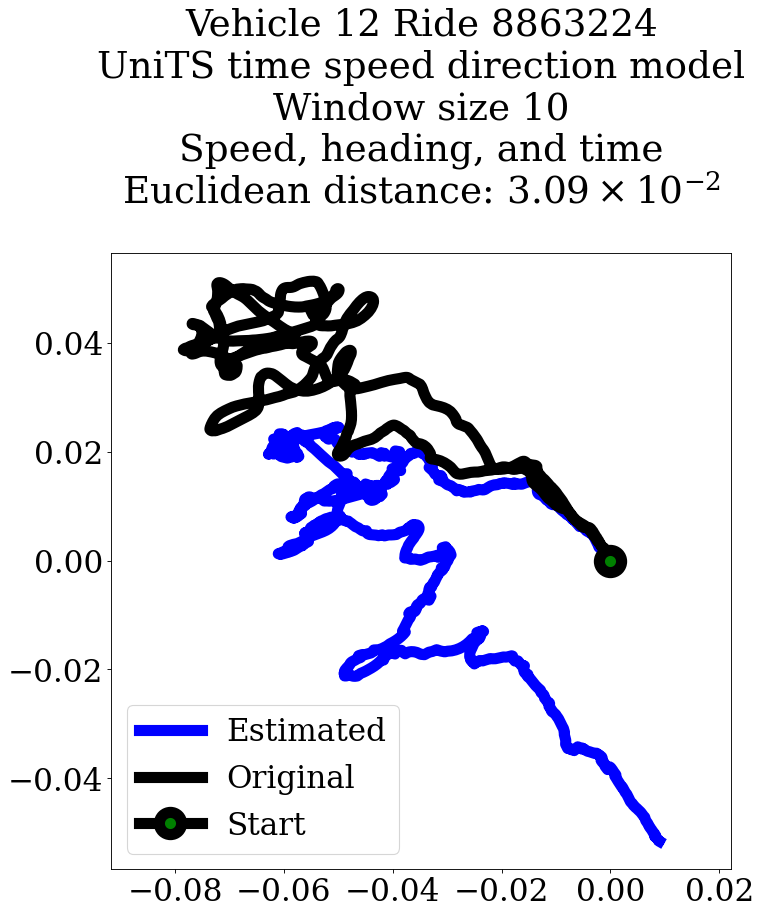 Vehicle 12 Ride 8863224
UniTS time speed direction model
Window size 10
Speed, heading, and time
Euclidean distance: 3.09 × 10⁻²
0.04
0.02
0.00
−0.02
−0.04
Estimated
Original
Start
−0.08 −0.06 −0.04 −0.02 0.00 0.02